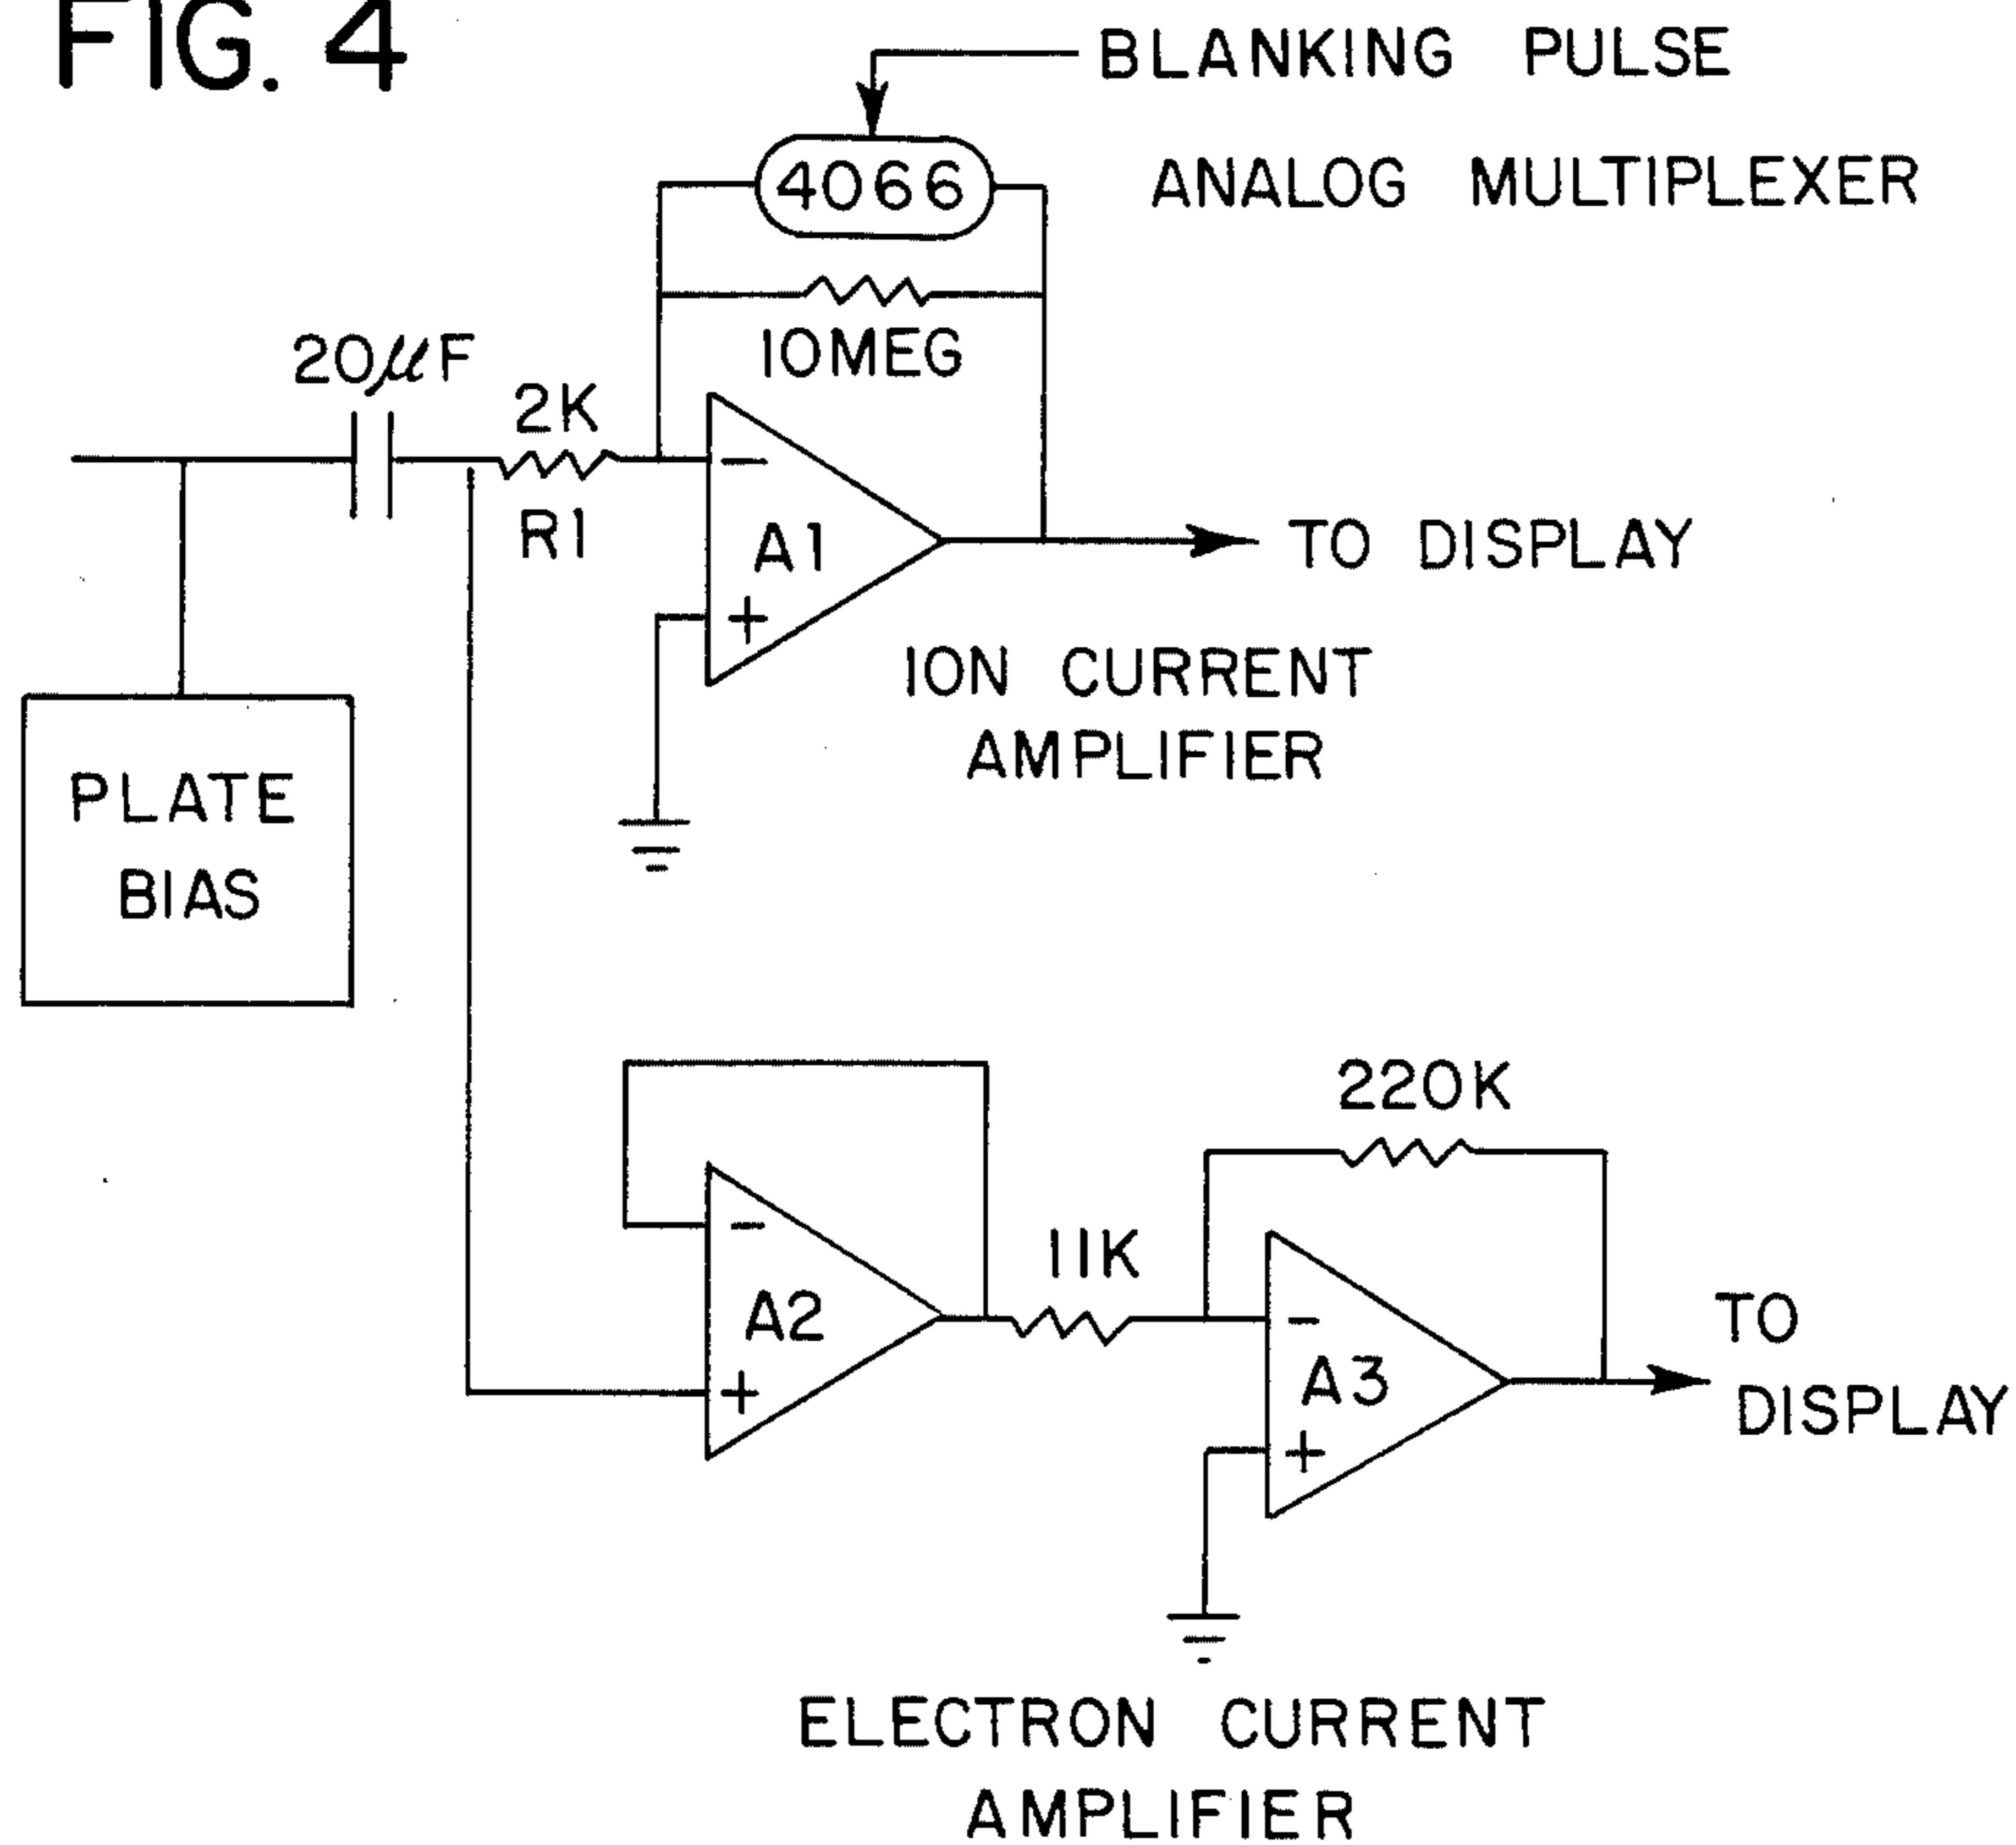 FIG. 4
BLANKING PULSE
4066
ANALOG MULTIPLEXER
10MEG
20μF
2K
R1
−
A1
+
TO DISPLAY
ION CURRENT
AMPLIFIER
PLATE
BIAS
220K
−
A2
+
11K
−
A3
+
TO
DISPLAY
ELECTRON CURRENT
AMPLIFIER